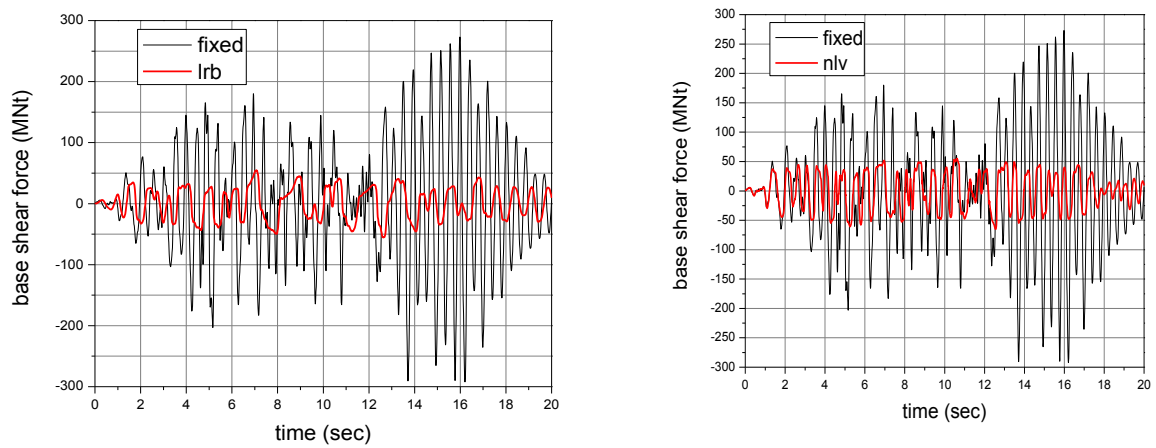 300
250
200
150
100
50
0
-50
-100
-150
-200
-250
-300
base shear force (MNt)
fixed
nlv
0 2 4 6 8 10 12 14 16 18 20
time (sec)
300
200
100
0
-100
-200
-300
base shear force (MNt)
fixed
lrb
0 2 4 6 8 10 12 14 16 18 20
time (sec)